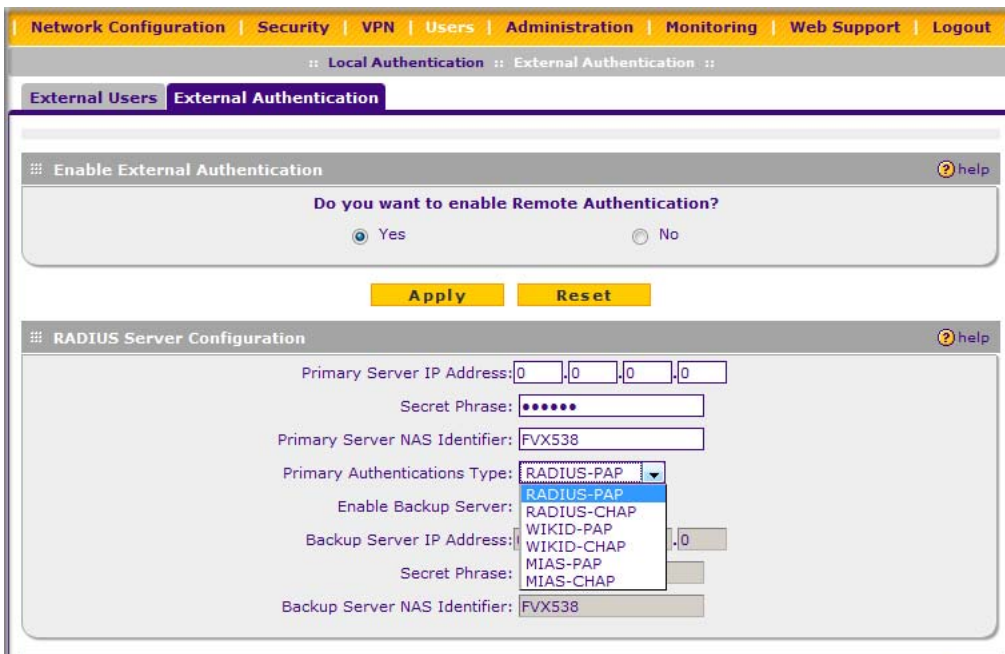 Network Configuration | Security | VPN | Users | Administration | Monitoring | Web Support | Logout
:: Local Authentication :: External Authentication ::
External Users External Authentication
Enable External Authentication ? help
Do you want to enable Remote Authentication?
Yes No
Apply Reset
RADIUS Server Configuration ? help
Primary Server IP Address: 0 . 0 . 0 . 0
Secret Phrase: ••••••
Primary Server NAS Identifier: FVX538
Primary Authentications Type: RADIUS-PAP
RADIUS-PAP
Enable Backup Server: RADIUS-CHAP
WIKID-PAP
Backup Server IP Address: WIKID-CHAP .0
MIAS-PAP
Secret Phrase: MIAS-CHAP
Backup Server NAS Identifier: FVX538